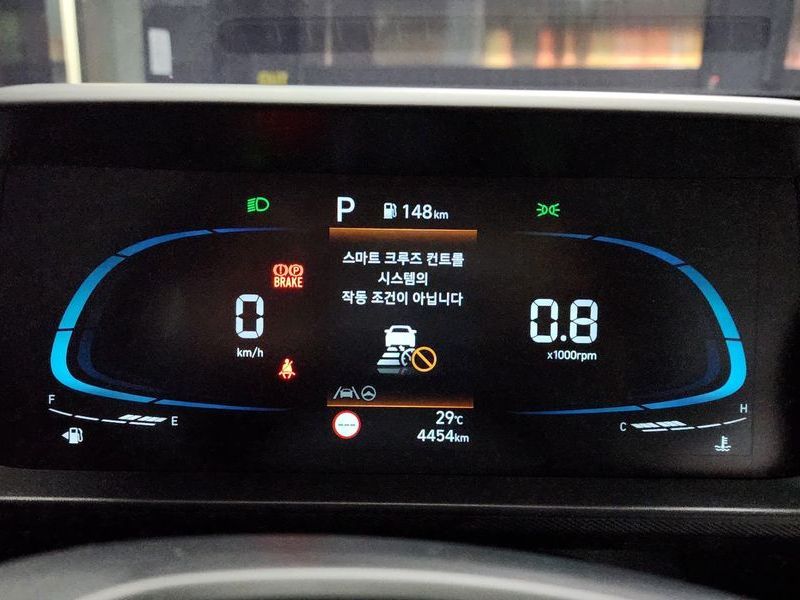 P 148km
BRAKE
스마트 크루즈 컨트롤
시스템의
작동 조건이 아닙니다
0
km/h
0.8
x1000rpm
F E
C H
29℃
4454km